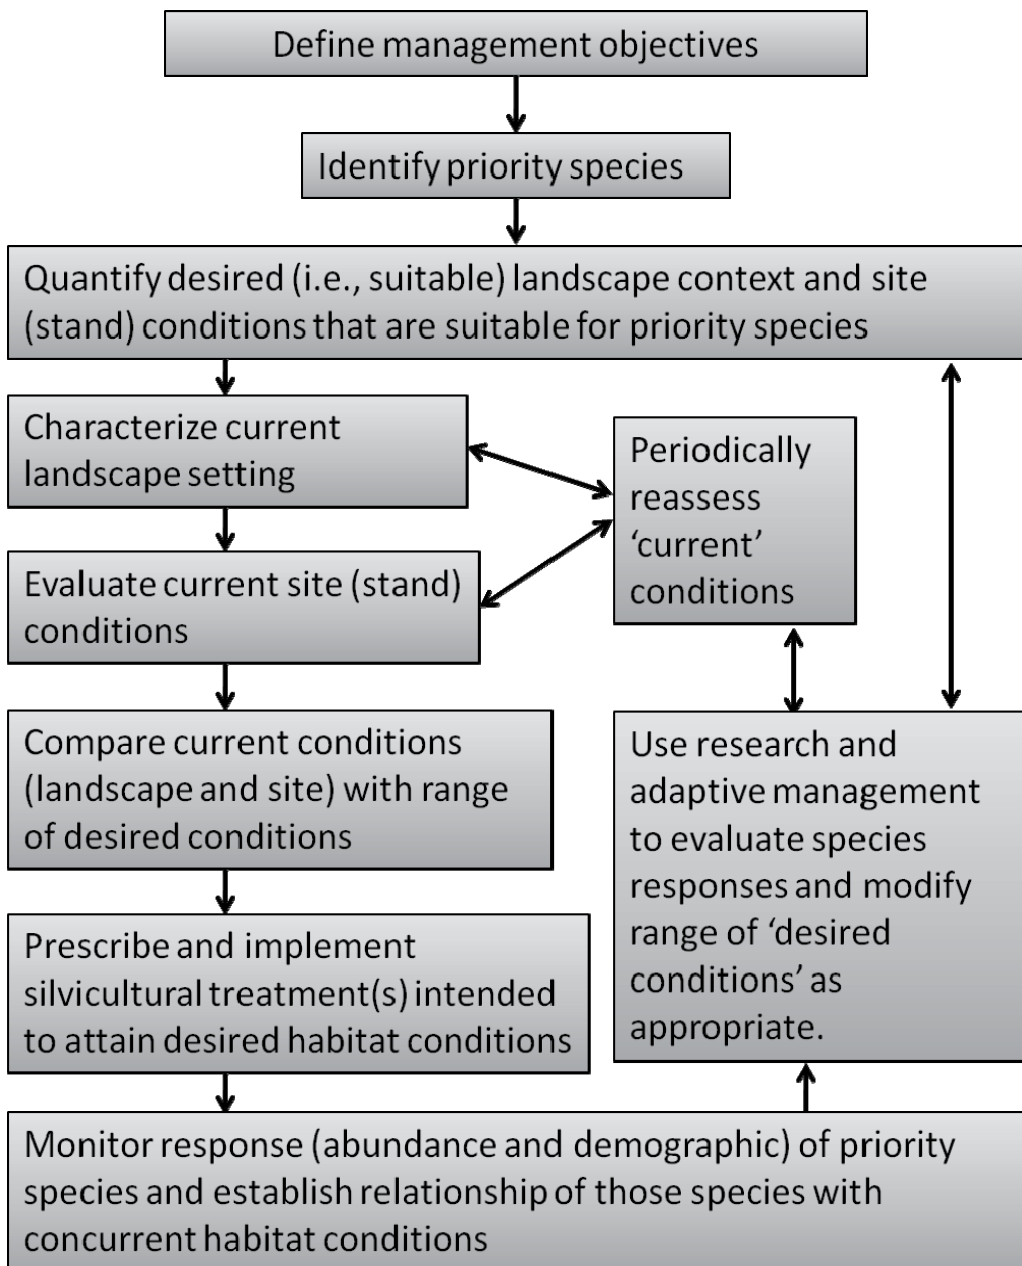 Define management objectives
Identify priority species
Quantify desired (i.e., suitable) landscape context and site
(stand) conditions that are suitable for priority species
Characterize current
landscape setting
Periodically
reassess
‘current’
conditions
Evaluate current site (stand)
conditions
Compare current conditions
(landscape and site) with range
of desired conditions
Use research and
adaptive management
to evaluate species
responses and modify
range of ‘desired
conditions’ as
appropriate.
Prescribe and implement
silvicultural treatment(s) intended
to attain desired habitat conditions
Monitor response (abundance and demographic) of priority
species and establish relationship of those species with
concurrent habitat conditions